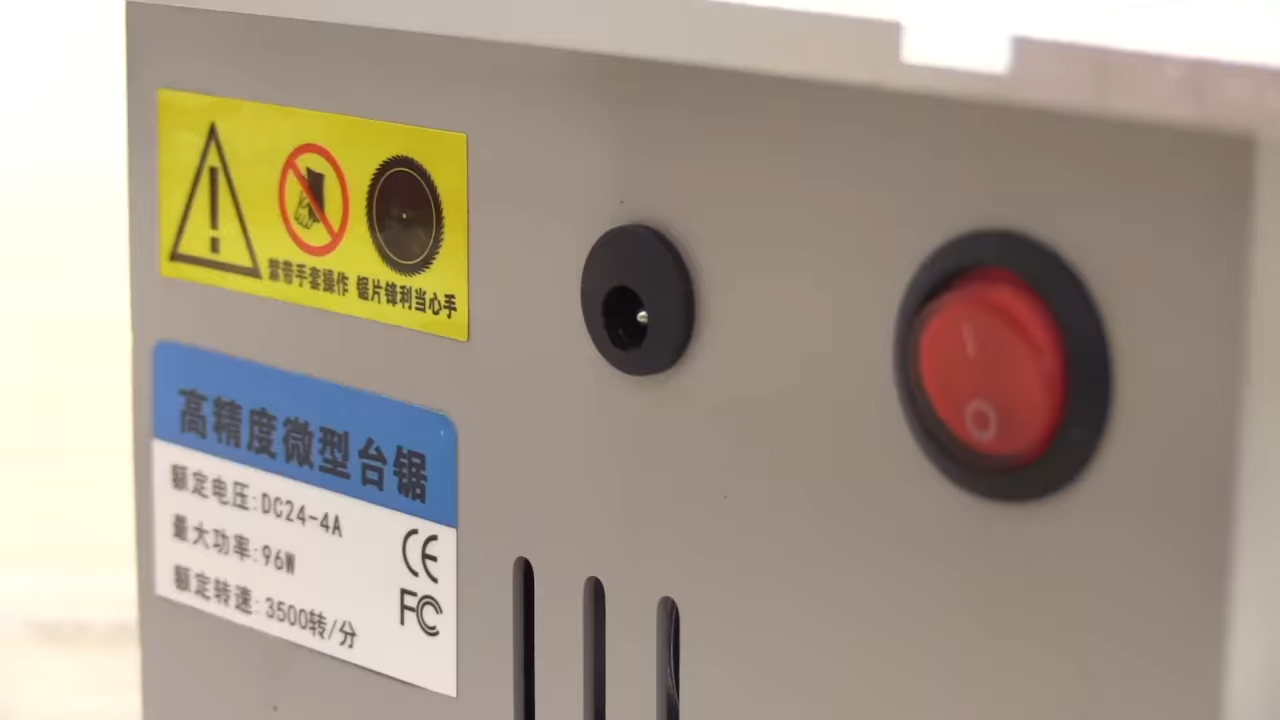 禁带手套操作 锯片锋利当心手
高精度微型台锯
额定电压:DC24-4A
最大功率:96W
额定转速:3500转/分
CE
FC